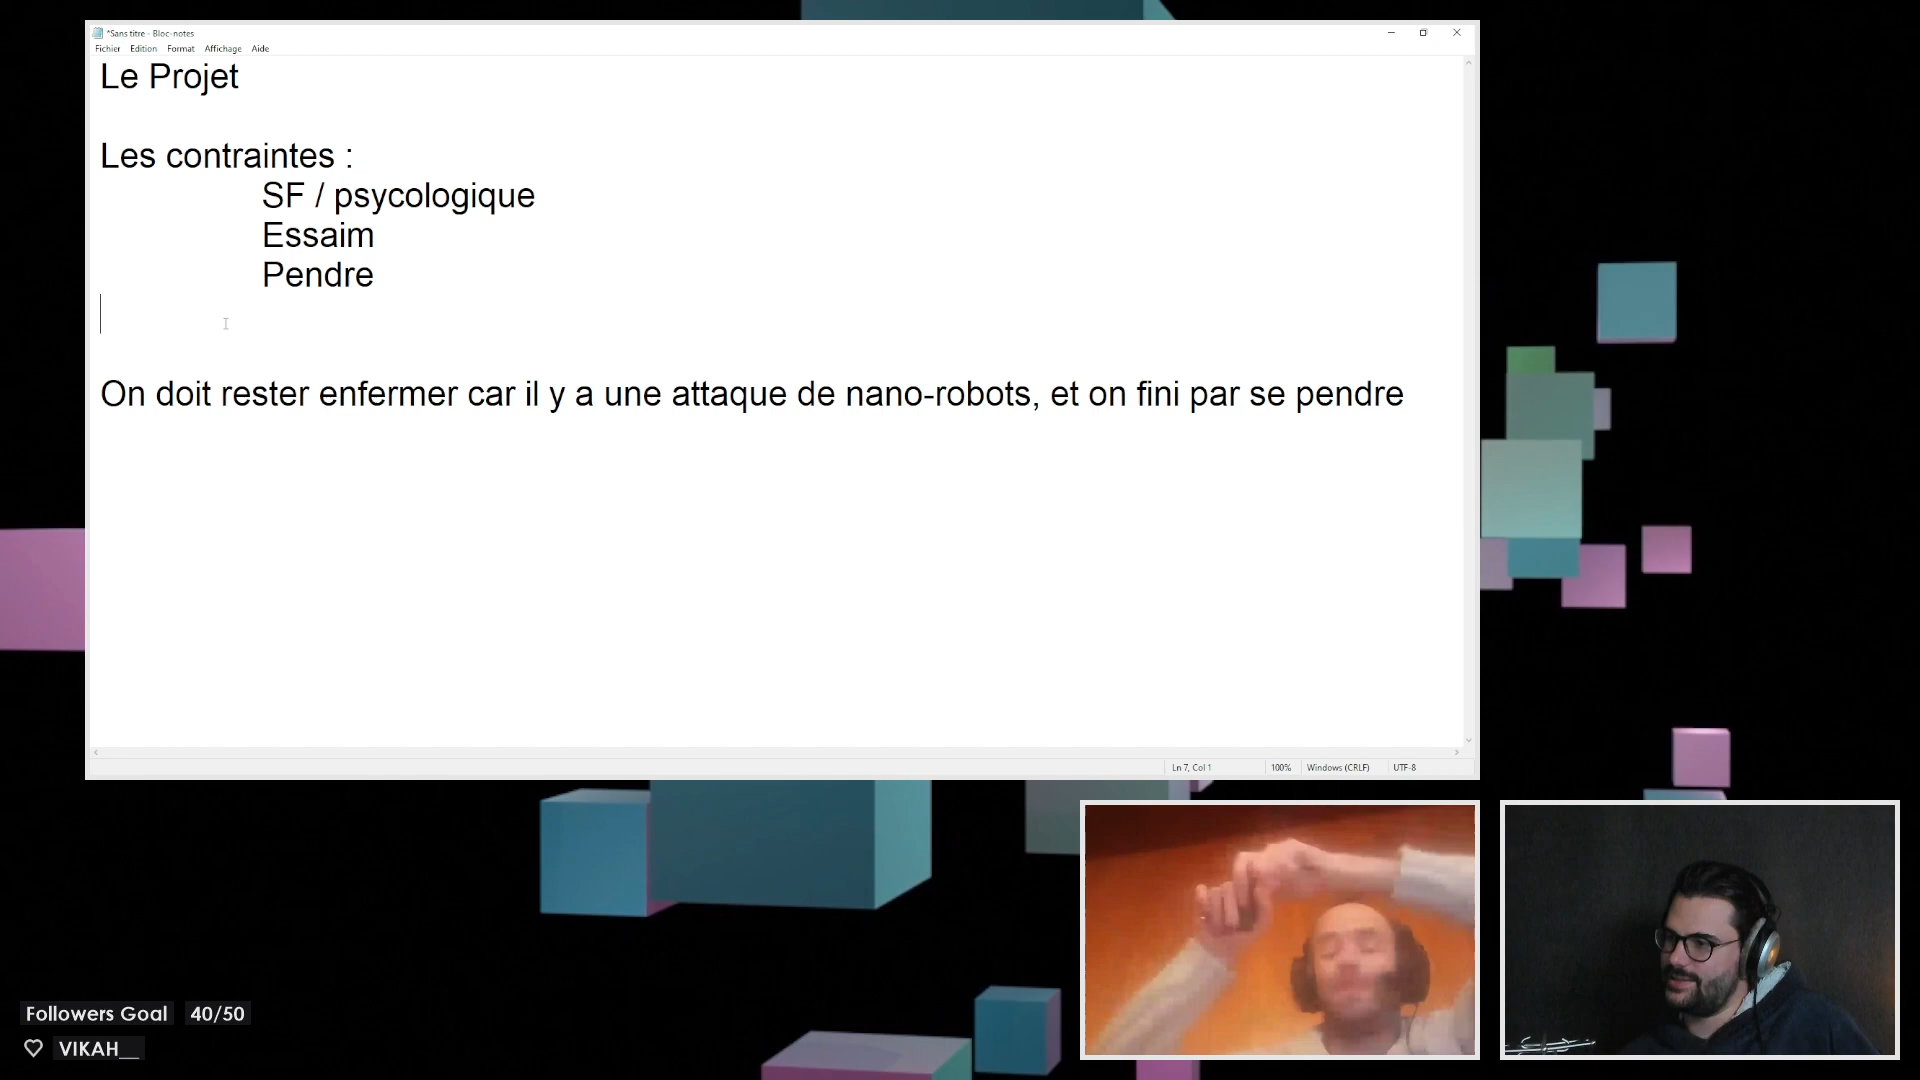 *Sans titre - Bloc-notes
Fichier Edition Format Affichage Aide
Le Projet
Les contraintes :
SF / psycologique
Essaim
Pendre
On doit rester enfermer car il y a une attaque de nano-robots, et on fini par se pendre
Ln 7, Col 1 100% Windows (CRLF) UTF-8
Followers Goal 40/50
VIKAH__